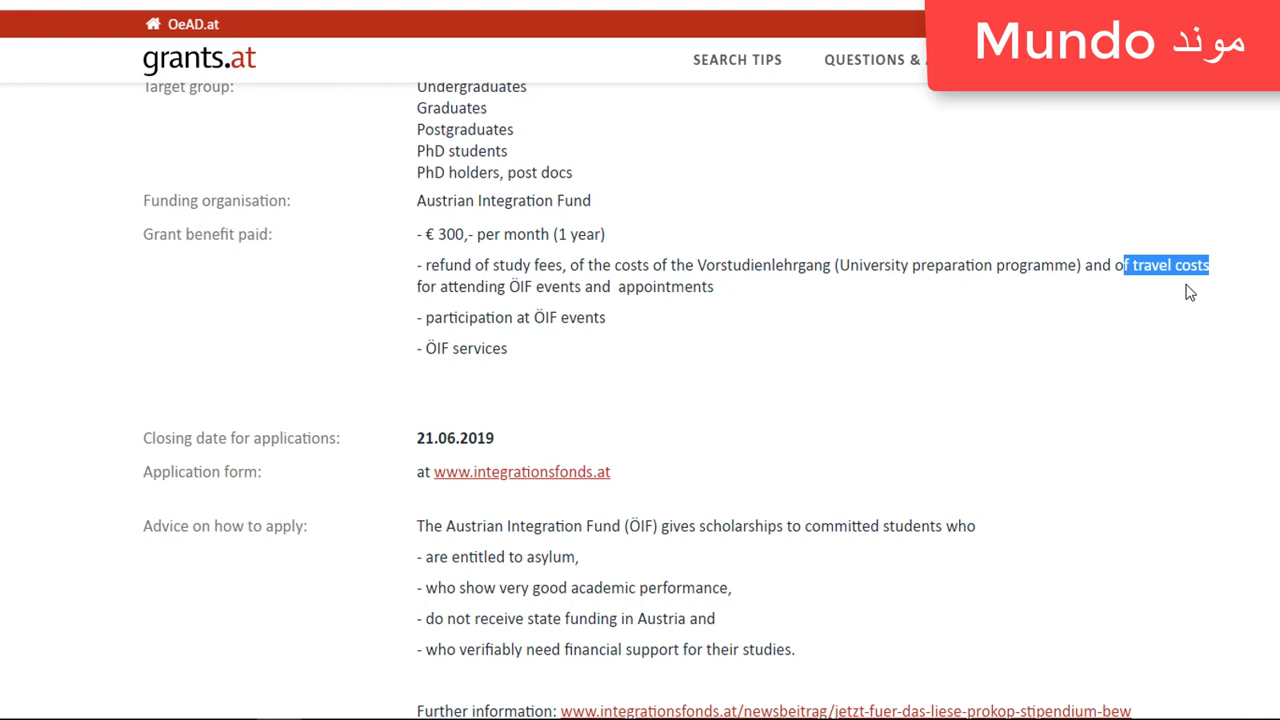 OeAD.at
Mundo موند
grants.at
SEARCH TIPS
QUESTIONS &
Target group:
Undergraduates
Graduates
Postgraduates
PhD students
PhD holders, post docs
Funding organisation:
Austrian Integration Fund
Grant benefit paid:
- € 300,- per month (1 year)
- refund of study fees, of the costs of the Vorstudienlehrgang (University preparation programme) and of travel costs
for attending ÖIF events and appointments
- participation at ÖIF events
- ÖIF services
Closing date for applications:
21.06.2019
Application form:
at www.integrationsfonds.at
Advice on how to apply:
The Austrian Integration Fund (ÖIF) gives scholarships to committed students who
- are entitled to asylum,
- who show very good academic performance,
- do not receive state funding in Austria and
- who verifiably need financial support for their studies.
Further information: www.integrationsfonds.at/newsbeitrag/jetzt-fuer-das-liese-prokop-stipendium-bew